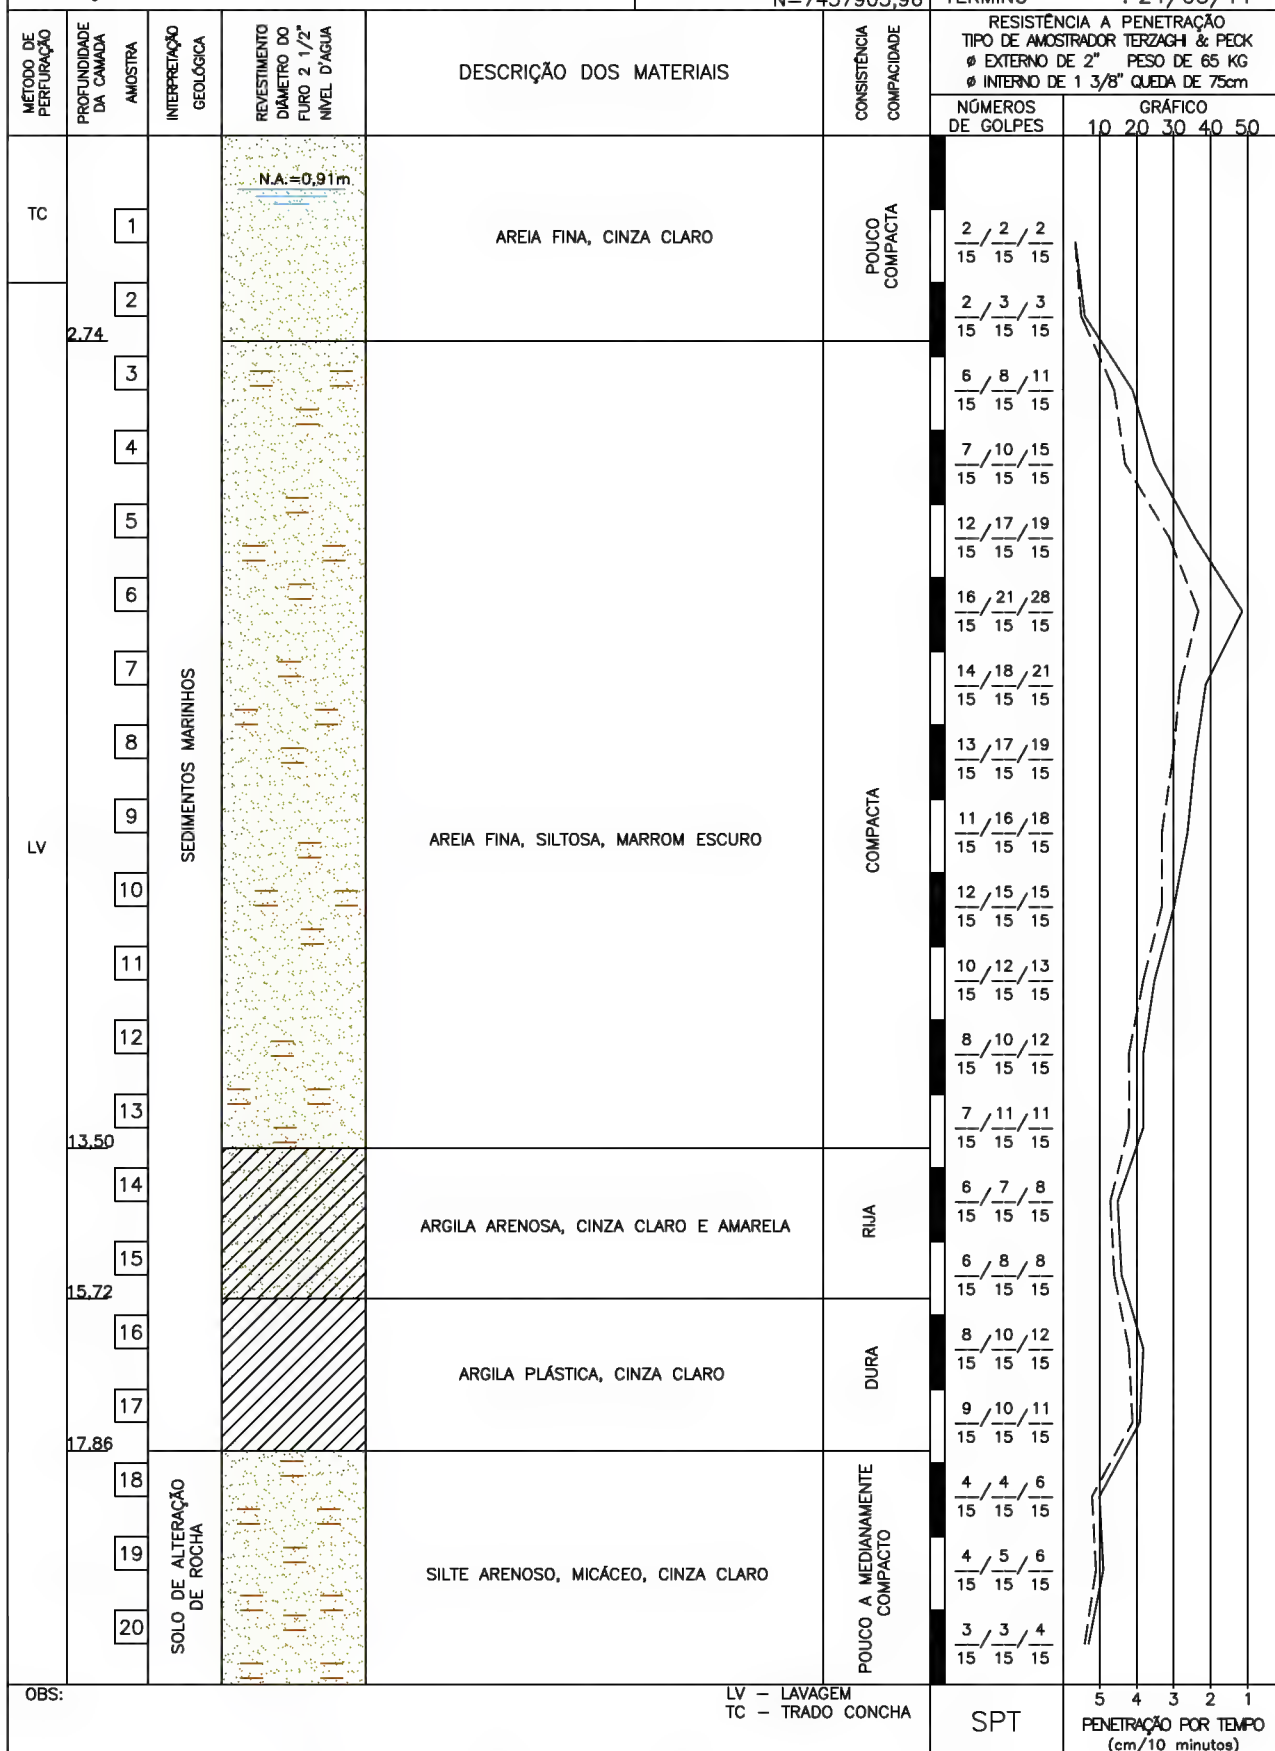 N=7457905,98
TÉRMINO
MÉTODO DE PERFURAÇÃO
PROFUNDIDADE DA CAMADA
AMOSTRA
INTERPRETAÇÃO GEOLÓGICA
REVESTIMENTO
DIÂMETRO DO
FURO 2 1/2"
NÍVEL D'AGUA
DESCRIÇÃO DOS MATERIAIS
CONSISTÊNCIA
COMPACIDADE
RESISTÊNCIA A PENETRAÇÃO
TIPO DE AMOSTRADOR TERZAGHI & PECK
ø EXTERNO DE 2" PESO DE 65 KG
ø INTERNO DE 1 3/8" QUEDA DE 75cm
NÚMEROS
DE GOLPES
GRÁFICO
10 20 30 40 50
N.A.=0,91m
TC
1
AREIA FINA, CINZA CLARO
POUCO
COMPACTA
2/2/2
15 15 15
2
2/3/3
15 15 15
2.74
3
6/8/11
15 15 15
4
7/10/15
15 15 15
5
12/17/19
15 15 15
6
16/21/28
15 15 15
7
14/18/21
15 15 15
SEDIMENTOS MARINHOS
8
13/17/19
15 15 15
LV
9
AREIA FINA, SILTOSA, MARROM ESCURO
COMPACTA
11/16/18
15 15 15
10
12/15/15
15 15 15
11
10/12/13
15 15 15
12
8/10/12
15 15 15
13
7/11/11
15 15 15
13,50
14
6/7/8
15 15 15
ARGILA ARENOSA, CINZA CLARO E AMARELA
RIJA
15
6/8/8
15 15 15
15,72
16
8/10/12
15 15 15
ARGILA PLÁSTICA, CINZA CLARO
DURA
17
9/10/11
15 15 15
17.86
18
4/4/6
15 15 15
SOLO DE ALTERAÇÃO
DE ROCHA
19
SILTE ARENOSO, MICÁCEO, CINZA CLARO
POUCO A MEDIANAMENTE
COMPACTO
4/5/6
15 15 15
20
3/3/4
15 15 15
OBS:
LV – LAVAGEM
TC – TRADO CONCHA
SPT
5 4 3 2 1
PENETRAÇÃO POR TEMPO
(cm/10 minutos)